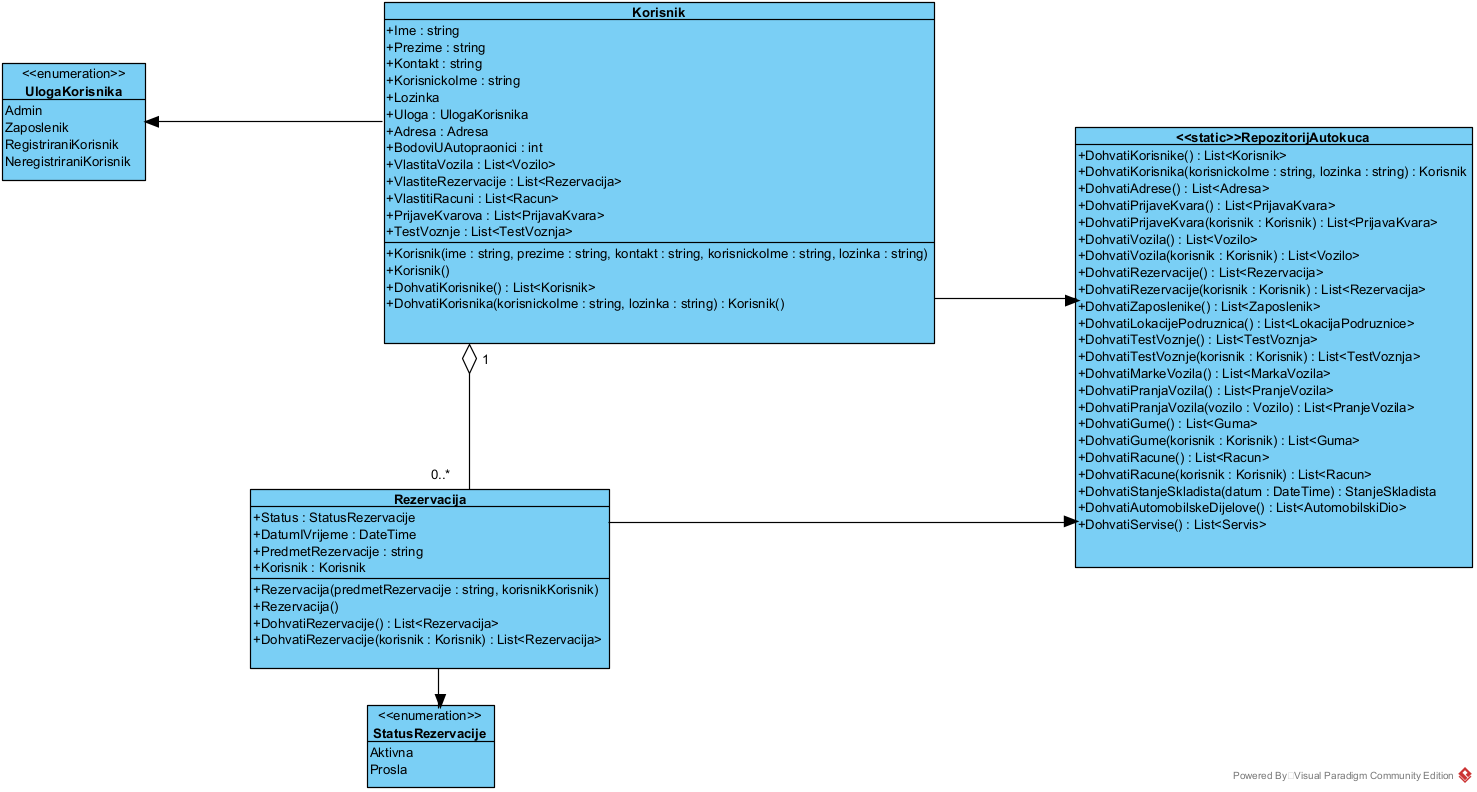 Korisnik
+Ime : string
+Prezime : string
+Kontakt : string
+KorisnickoIme : string
+Lozinka
+Uloga : UlogaKorisnika
+Adresa : Adresa
+BodoviUAutopraonici : int
+VlastitaVozila : List<Vozilo>
+VlastiteRezervacije : List<Rezervacija>
+VlastitiRacuni : List<Racun>
+PrijaveKvarova : List<PrijavaKvara>
+TestVoznje : List<TestVoznja>
+Korisnik(ime : string, prezime : string, kontakt : string, korisnickoIme : string, lozinka : string)
+Korisnik()
+DohvatiKorisnike() : List<Korisnik>
+DohvatiKorisnika(korisnickoIme : string, lozinka : string) : Korisnik()
<<enumeration>>
UlogaKorisnika
Admin
Zaposlenik
RegistriraniKorisnik
NeregistriraniKorisnik
<<static>>RepozitorijAutokuca
+DohvatiKorisnike() : List<Korisnik>
+DohvatiKorisnika(korisnickoIme : string, lozinka : string) : Korisnik
+DohvatiAdrese() : List<Adresa>
+DohvatiPrijaveKvara() : List<PrijavaKvara>
+DohvatiPrijaveKvara(korisnik : Korisnik) : List<PrijavaKvara>
+DohvatiVozila() : List<Vozilo>
+DohvatiVozila(korisnik : Korisnik) : List<Vozilo>
+DohvatiRezervacije() : List<Rezervacija>
+DohvatiRezervacije(korisnik : Korisnik) : List<Rezervacija>
+DohvatiZaposlenike() : List<Zaposlenik>
+DohvatiLokacijePodruznica() : List<LokacijaPodruznice>
+DohvatiTestVoznje() : List<TestVoznja>
+DohvatiTestVoznje(korisnik : Korisnik) : List<TestVoznja>
+DohvatiMarkeVozila() : List<MarkaVozila>
+DohvatiPranjaVozila() : List<PranjeVozila>
+DohvatiPranjaVozila(vozilo : Vozilo) : List<PranjeVozila>
+DohvatiGume() : List<Guma>
+DohvatiGume(korisnik : Korisnik) : List<Guma>
+DohvatiRacune() : List<Racun>
+DohvatiRacune(korisnik : Korisnik) : List<Racun>
+DohvatiStanjeSkladista(datum : DateTime) : StanjeSkladista
+DohvatiAutomobilskeDijelove() : List<AutomobilskiDio>
+DohvatiServise() : List<Servis>
1
0..*
Rezervacija
+Status : StatusRezervacije
+DatumIVrijeme : DateTime
+PredmetRezervacije : string
+Korisnik : Korisnik
+Rezervacija(predmetRezervacije : string, korisnikKorisnik)
+Rezervacija()
+DohvatiRezervacije() : List<Rezervacija>
+DohvatiRezervacije(korisnik : Korisnik) : List<Rezervacija>
<<enumeration>>
StatusRezervacije
Aktivna
Prosla
Powered By Visual Paradigm Community Edition